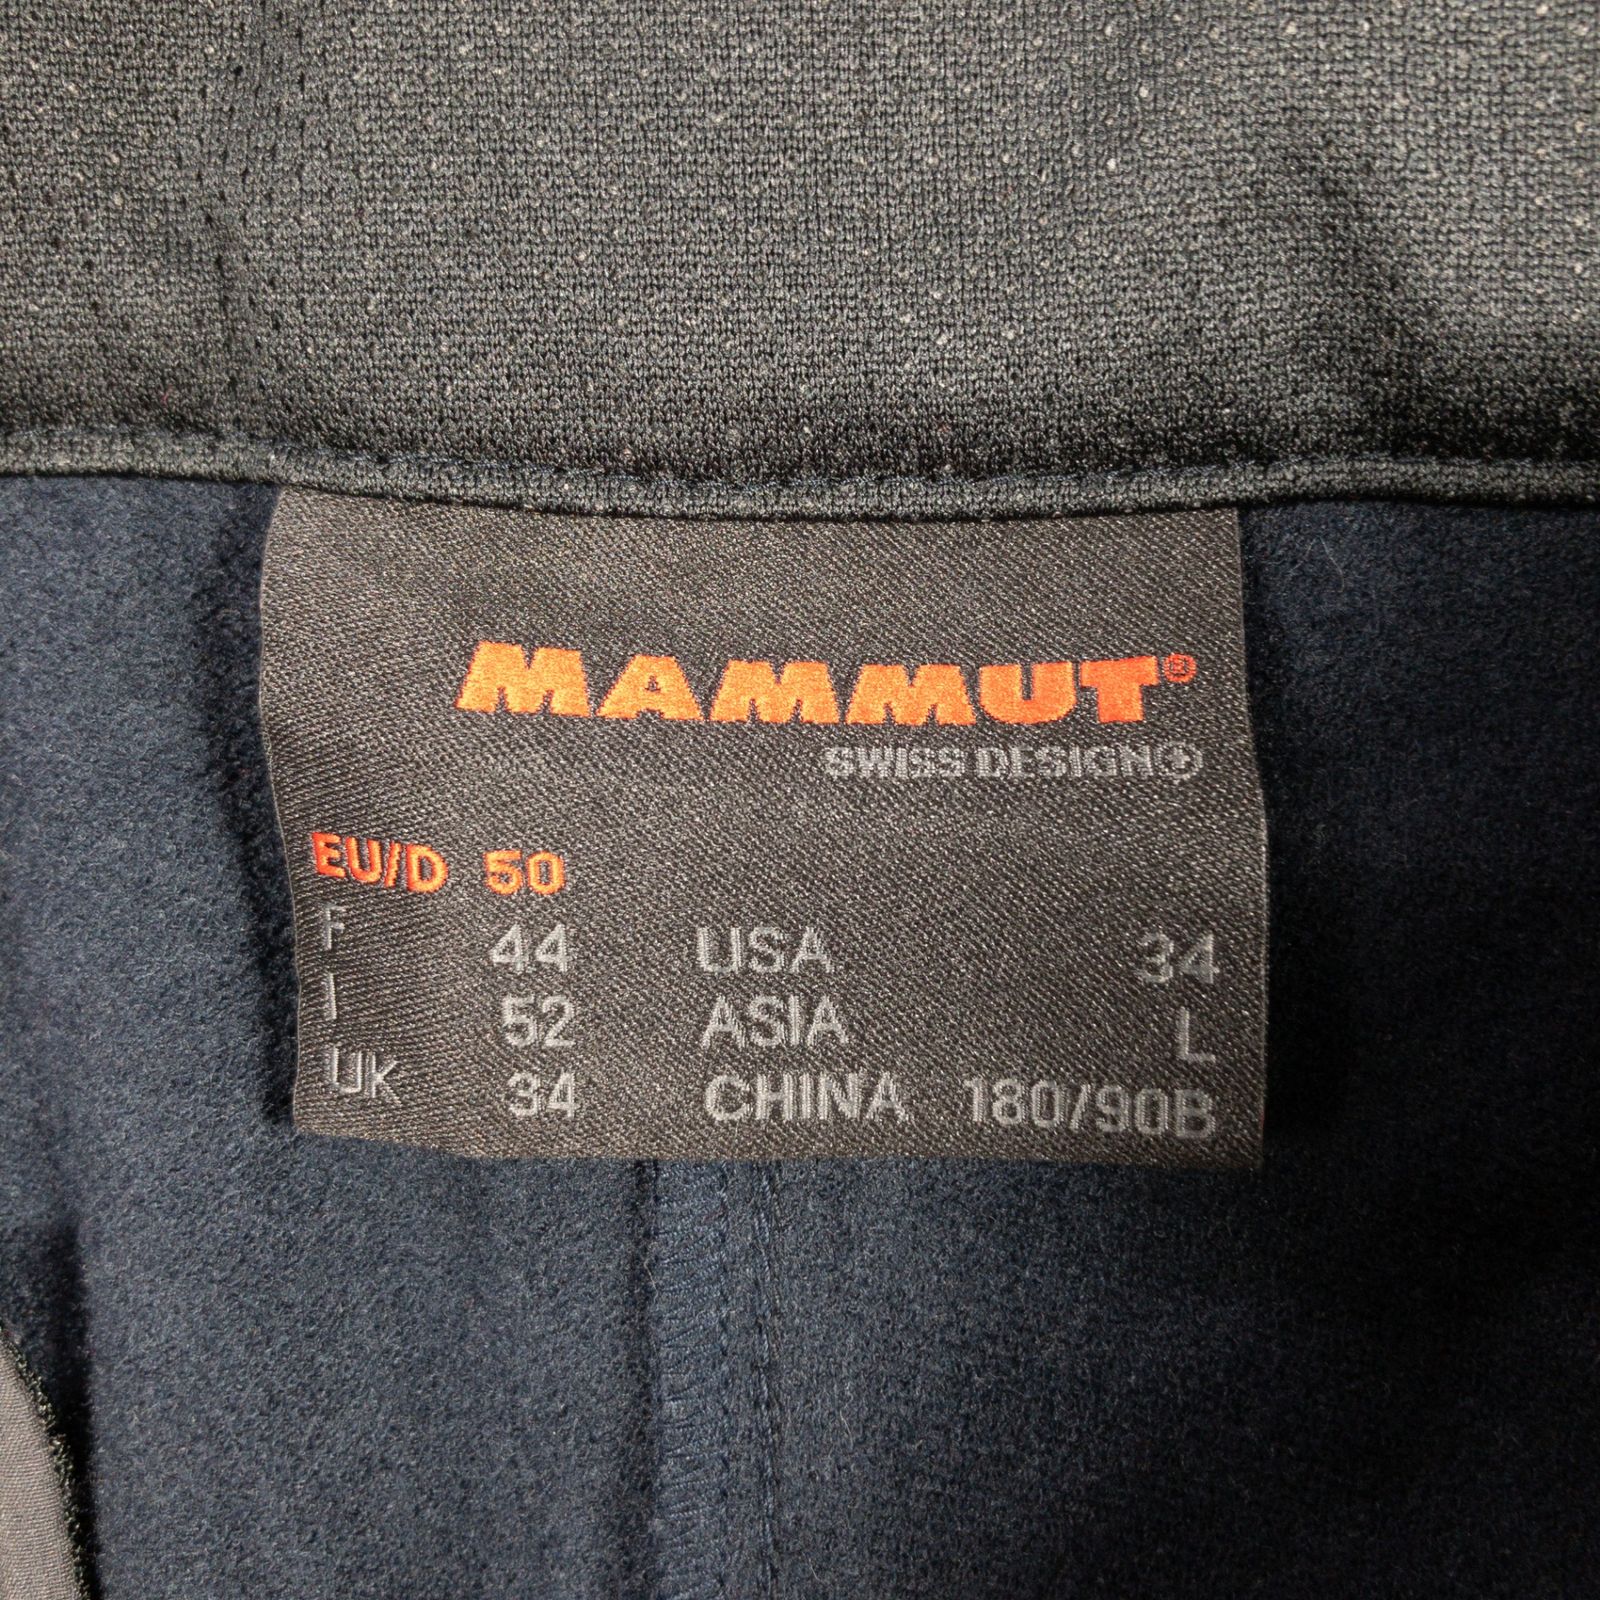 MAMMUT®
SWISS DESIGN
EU/D 50
F 44 USA 34
I 52 ASIA L
Uk 34 CHINA 180/90B